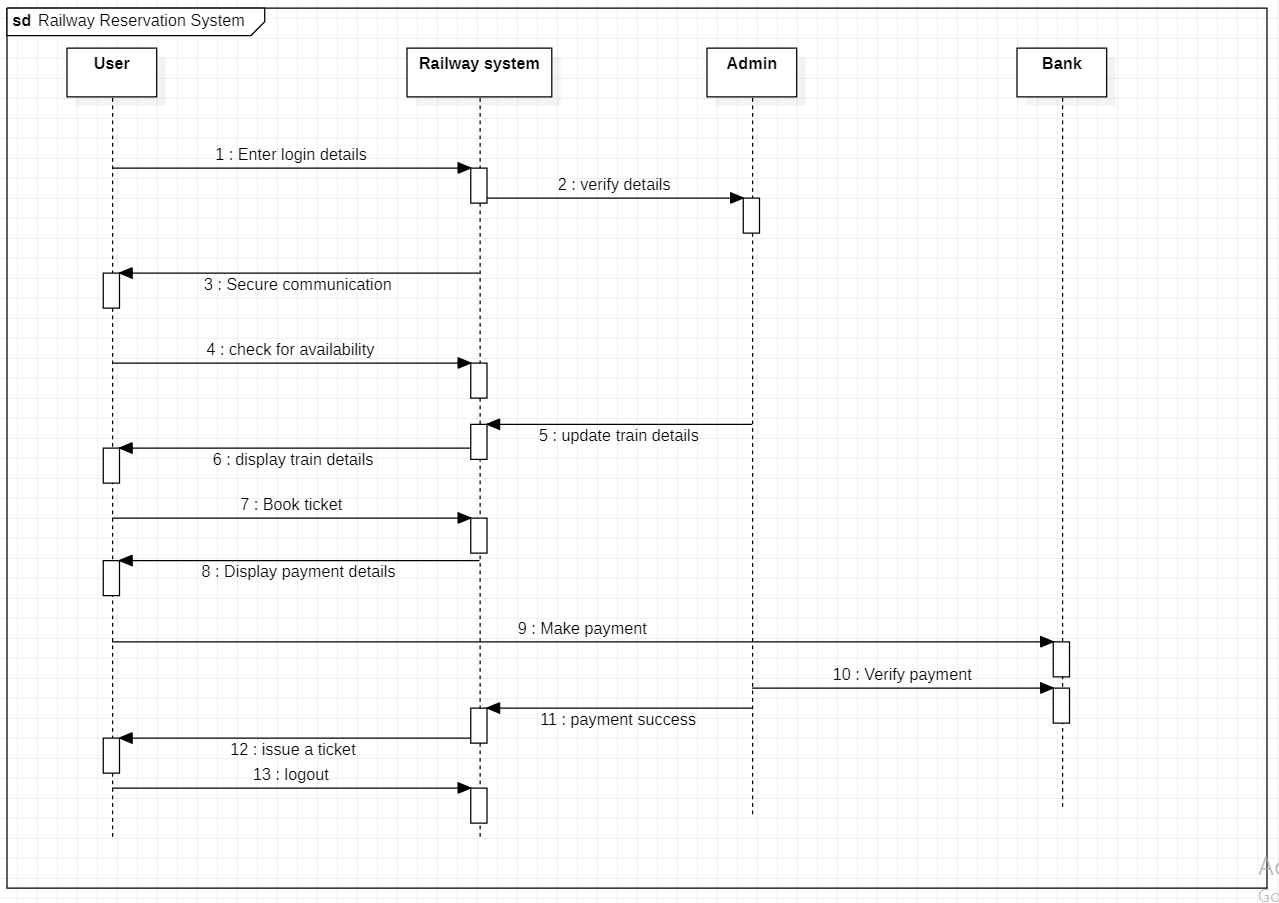 sd Railway Reservation System
User
Railway system
Admin
Bank
1 : Enter login details
2 : verify details
3 : Secure communication
4 : check for availability
5 : update train details
6 : display train details
7 : Book ticket
8 : Display payment details
9 : Make payment
10 : Verify payment
11 : payment success
12 : issue a ticket
13 : logout